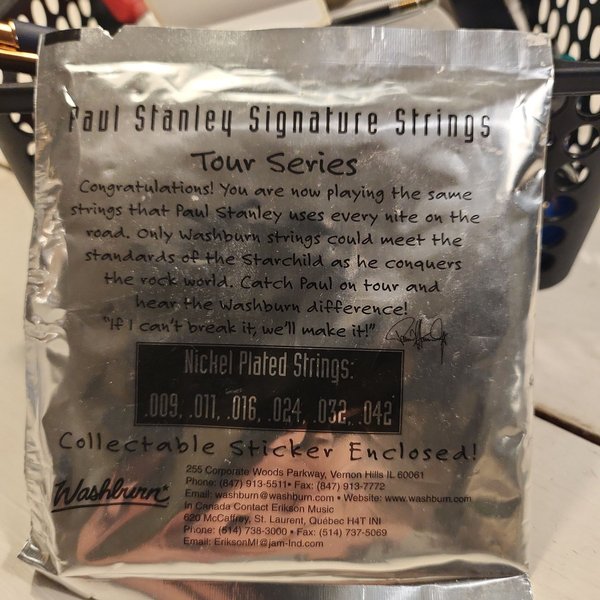 Paul Stanley Signature Strings
Tour Series
Congratulations! You are now playing the same
strings that Paul Stanley uses every nite on the
road. Only Washburn strings could meet the
standards of the Starchild as he conquers
the rock world. Catch Paul on tour and
hear the Washburn difference!
"If I can't break it, we'll make it!"
Nickel Plated Strings:
.009, .011, .016, .024, .032, .042
Collectable Sticker Enclosed!
Washburn
255 Corporate Woods Parkway, Vernon Hills IL 60061
Phone: (847) 913-5511• Fax: (847) 913-7772
Email: washburn@washburn.com • Website: www.washburn.com
In Canada Contact Erikson Music
620 McCaffrey, St. Laurent, Québec H4T INI
Phone: (514) 738-3000 • Fax: (514) 737-5069
Email: EriksonMI@jam-Ind.com